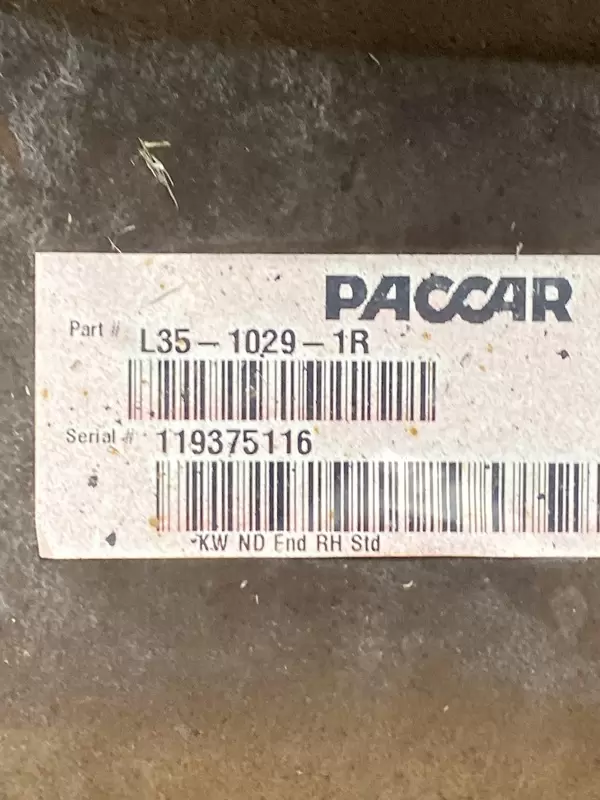 PACCAR
Part # L35-1029-1R
Serial # 119375116
KW ND End RH Std